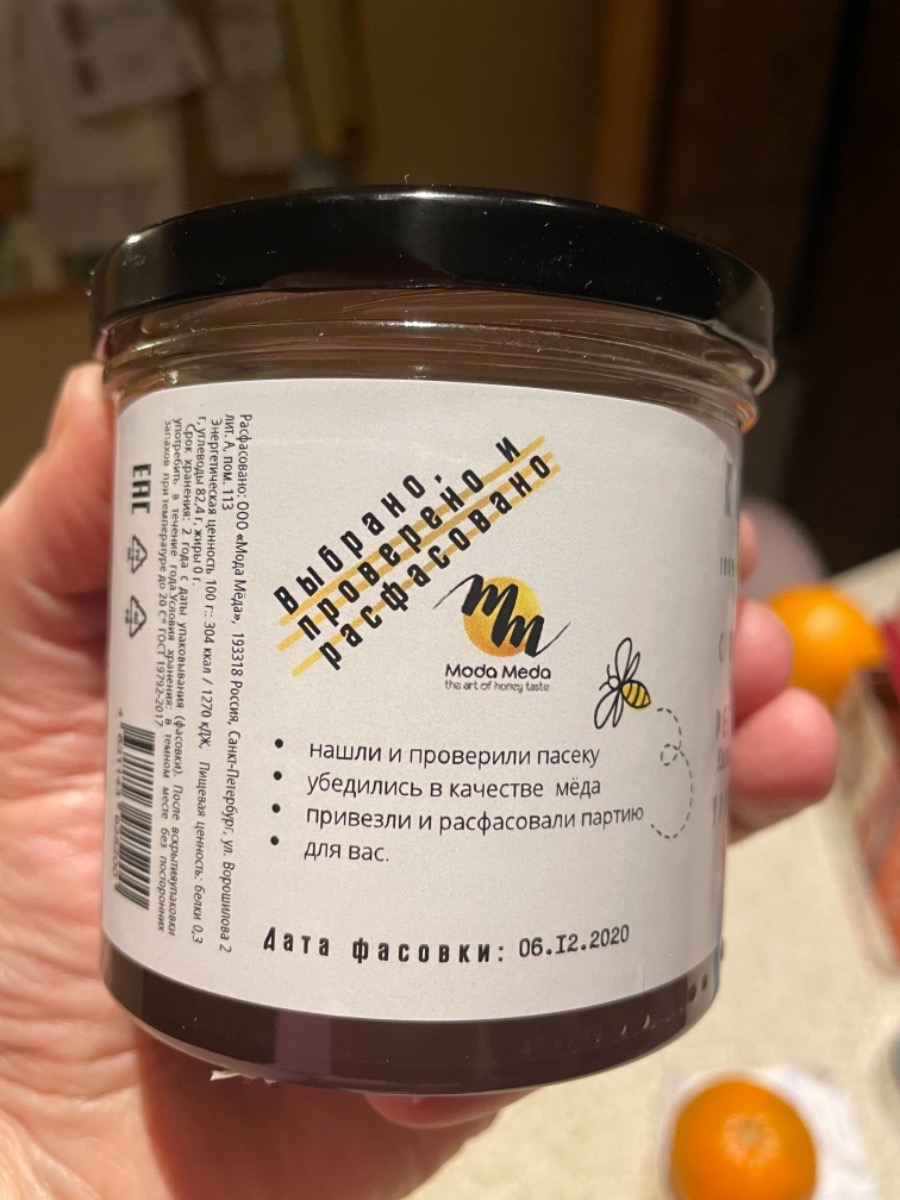 Выбрано,
проверено и
расфасовано
Moda Meda
the art of honey taste
нашли и проверили пасеку
убедились в качестве мёда
привезли и расфасовали партию
для вас.
Дата фасовки: 06.I2.2020
Расфасовано: ООО «Мода Мёда», 193318 Россия, Санкт-Петербург, ул. Ворошилова 2
лит. А, пом. 113
Энергетическая ценность 100 г:: 304 ккал / 1270 кДж, Пищевая ценность: белки 0,3
г, углеводы 82,4 г, жиры 0 г.
Срок хранения: 2 года с даты упаковывания (фасовки). После вскрытияупаковки
употребить в течение года.Условия хранения: в темном месте без посторонних
запахов при температуре до 20 С° ГОСТ 19792-2017
EAC